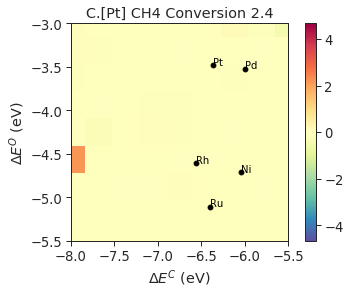 C.[Pt] CH4 Conversion 2.4
−3.0
−3.5
−4.0
−4.5
−5.0
−5.5
ΔE^O (eV)
Pt
Pd
Rh
Ni
Ru
−8.0 −7.5 −7.0 −6.5 −6.0 −5.5
ΔE^C (eV)
4
2
0
−2
−4